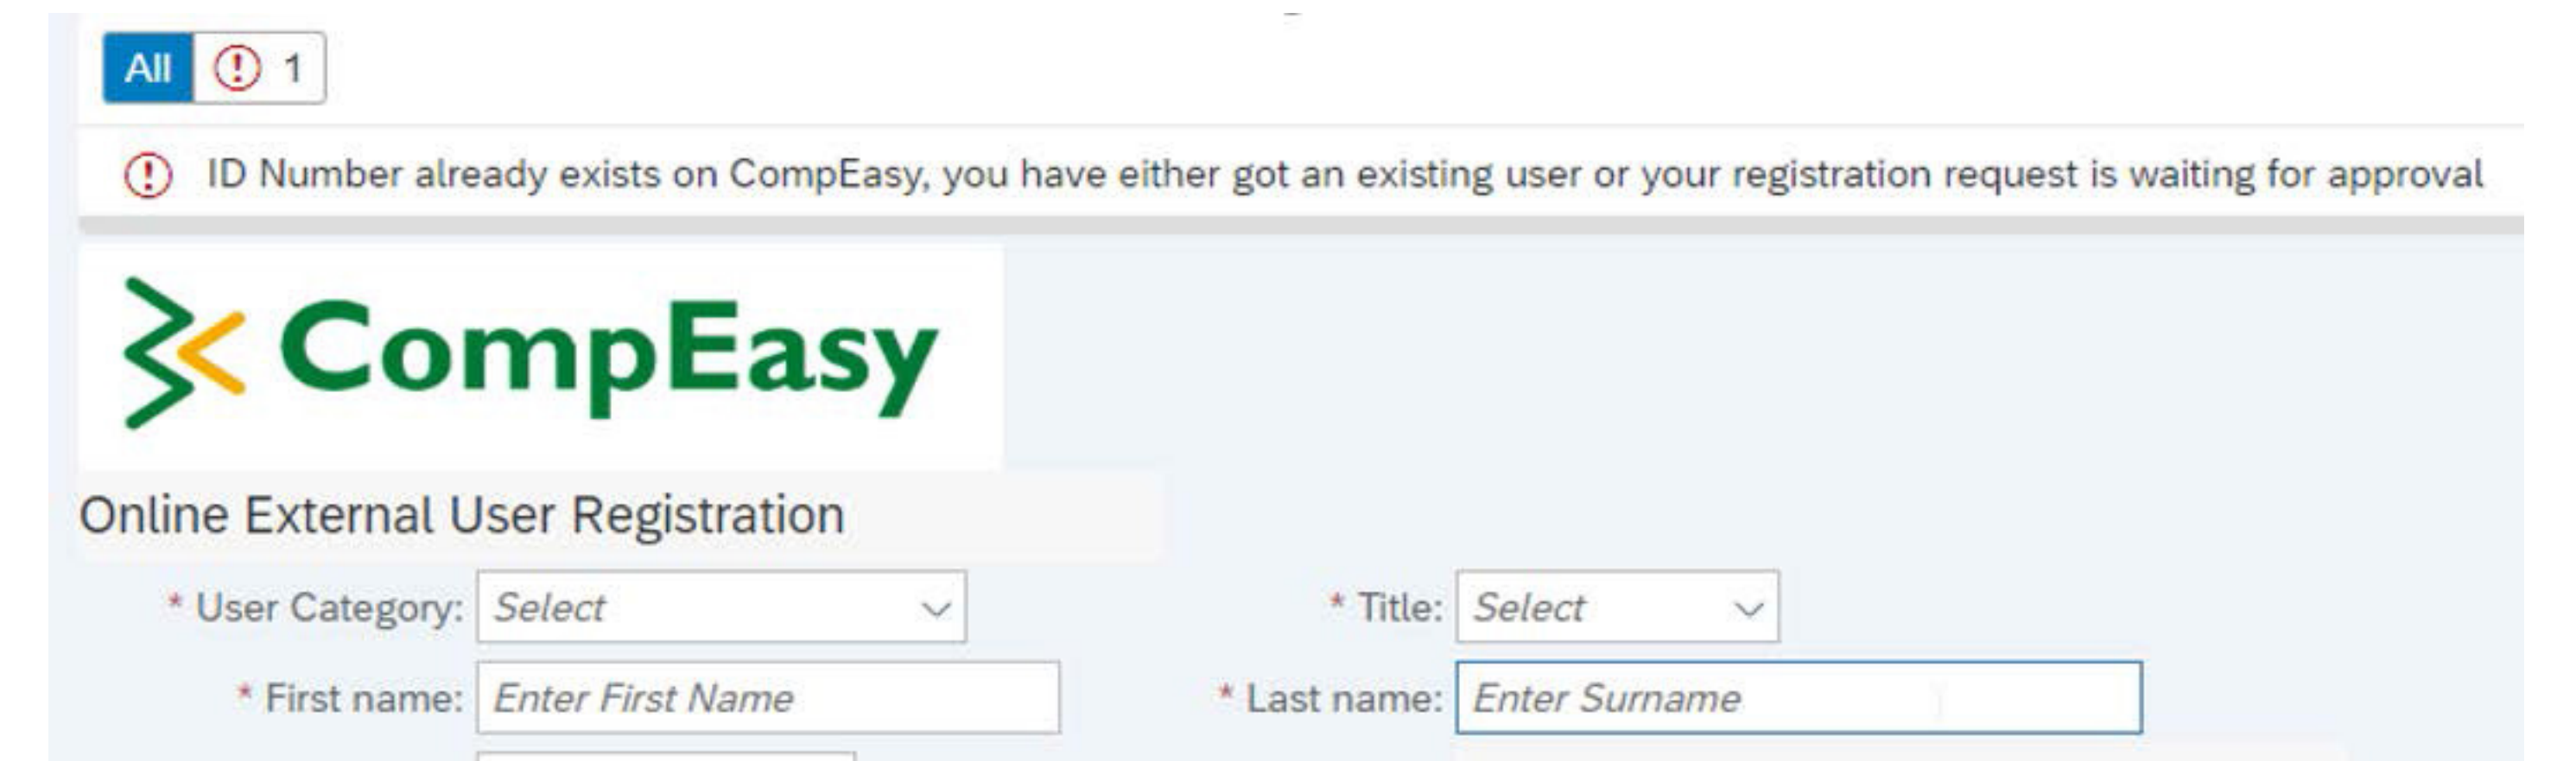 All ! 1
! ID Number already exists on CompEasy, you have either got an existing user or your registration request is waiting for approval
CompEasy
Online External User Registration
* User Category: Select * Title: Select
* First name: Enter First Name * Last name: Enter Surname